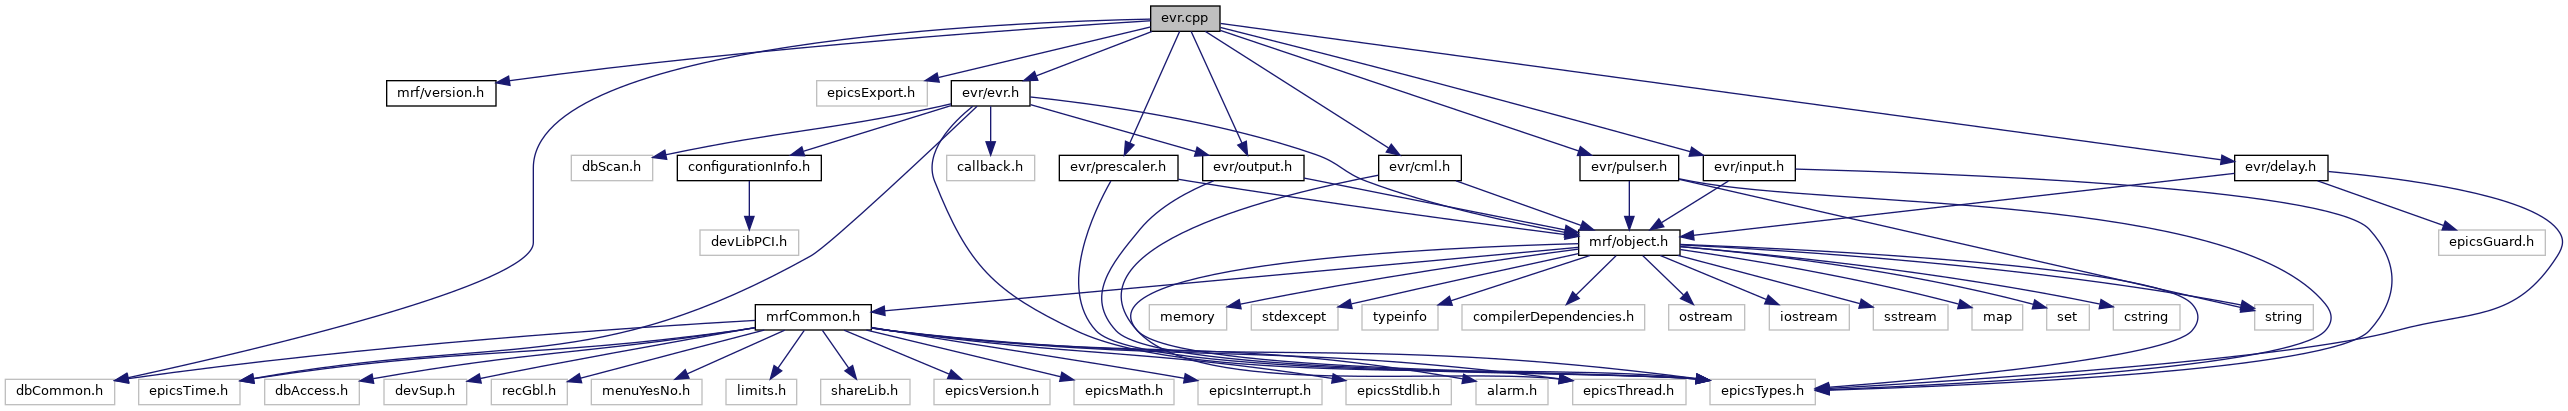 evr.cpp
mrf/version.h
epicsExport.h
evr/evr.h
dbScan.h
configurationInfo.h
callback.h
evr/prescaler.h
evr/output.h
evr/cml.h
evr/pulser.h
evr/input.h
evr/delay.h
devLibPCI.h
mrf/object.h
epicsGuard.h
mrfCommon.h
memory
stdexcept
typeinfo
compilerDependencies.h
ostream
iostream
sstream
map
set
cstring
string
dbCommon.h
epicsTime.h
dbAccess.h
devSup.h
recGbl.h
menuYesNo.h
limits.h
shareLib.h
epicsVersion.h
epicsMath.h
epicsInterrupt.h
epicsStdlib.h
alarm.h
epicsThread.h
epicsTypes.h